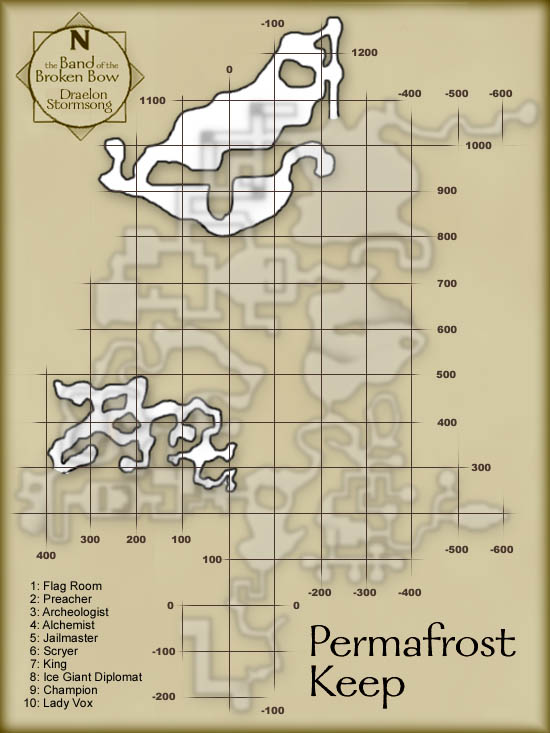 N
the Band of the
Broken Bow
Draelon
Stormsong
-100
0
1200
1100
-400 -500 -600
1000
900
800
700
600
500
400
300
400 300 200 100
100
-500 -600
-200 -300 -400
0
0
-100
-200
-100
1: Flag Room
2: Preacher
3: Archeologist
4: Alchemist
5: Jailmaster
6: Scryer
7: King
8: Ice Giant Diplomat
9: Champion
10: Lady Vox
Permafrost
Keep